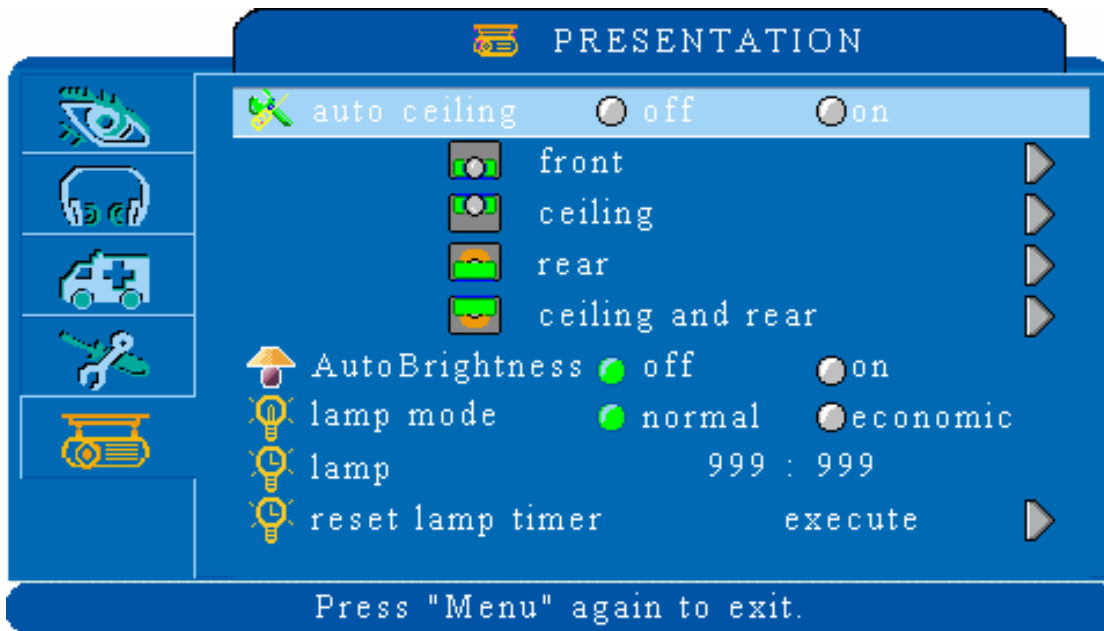 PRESENTATION
auto ceiling off on
front
ceiling
rear
ceiling and rear
AutoBrightness off on
lamp mode normal economic
lamp 999 : 999
reset lamp timer execute
Press "Menu" again to exit.